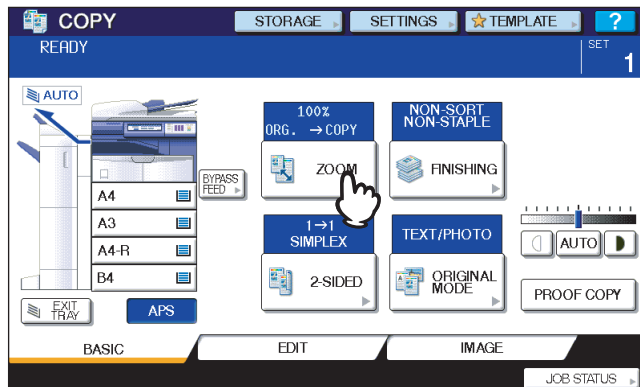 COPY
STORAGE
SETTINGS
TEMPLATE
?
READY
SET
1
AUTO
100%
ORG. →COPY
ZOOM
NON-SORT
NON-STAPLE
FINISHING
BYPASS
FEED
A4
A3
A4-R
B4
1→1
SIMPLEX
2-SIDED
TEXT/PHOTO
ORIGINAL
MODE
AUTO
PROOF COPY
EXIT
TRAY
APS
BASIC
EDIT
IMAGE
JOB STATUS